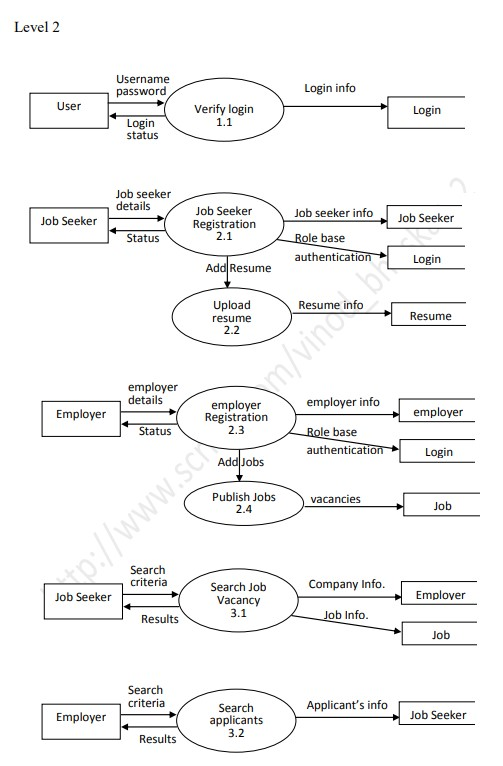 Level 2
Username
password
User
Verify login
1.1
Login info
Login
Login
status
Job seeker
details
Job Seeker
Status
Job Seeker
Registration
2.1
Job seeker info
Job Seeker
Role base
authentication
Login
Add Resume
Upload
resume
2.2
Resume info
Resume
employer
details
Employer
Status
employer
Registration
2.3
employer info
employer
Role base
authentication
Login
Add Jobs
Publish Jobs
2.4
vacancies
Job
Search
criteria
Job Seeker
Results
Search Job
Vacancy
3.1
Company Info.
Employer
Job Info.
Job
Search
criteria
Employer
Results
Search
applicants
3.2
Applicant's info
Job Seeker